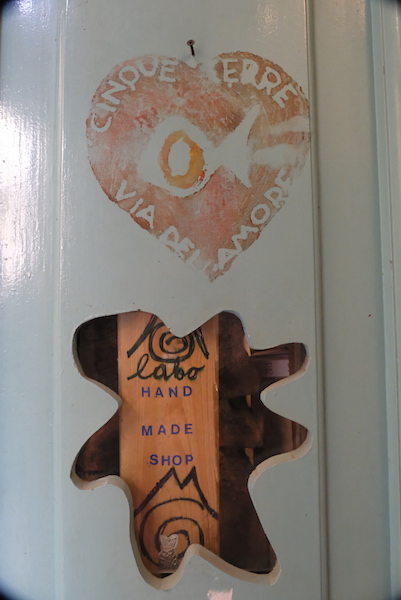 CINQUE TERRE
VIA DELL'AMORE
labo
HAND
MADE
SHOP